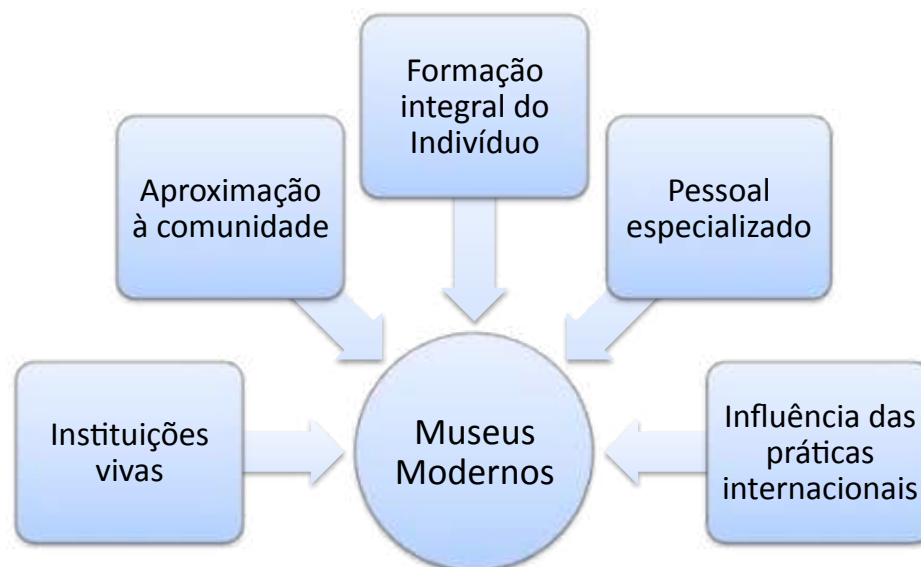 Formação
integral do
Indivíduo
Aproximação
à comunidade
Pessoal
especializado
Instituições
vivas
Museus
Modernos
Influência das
práticas
internacionais